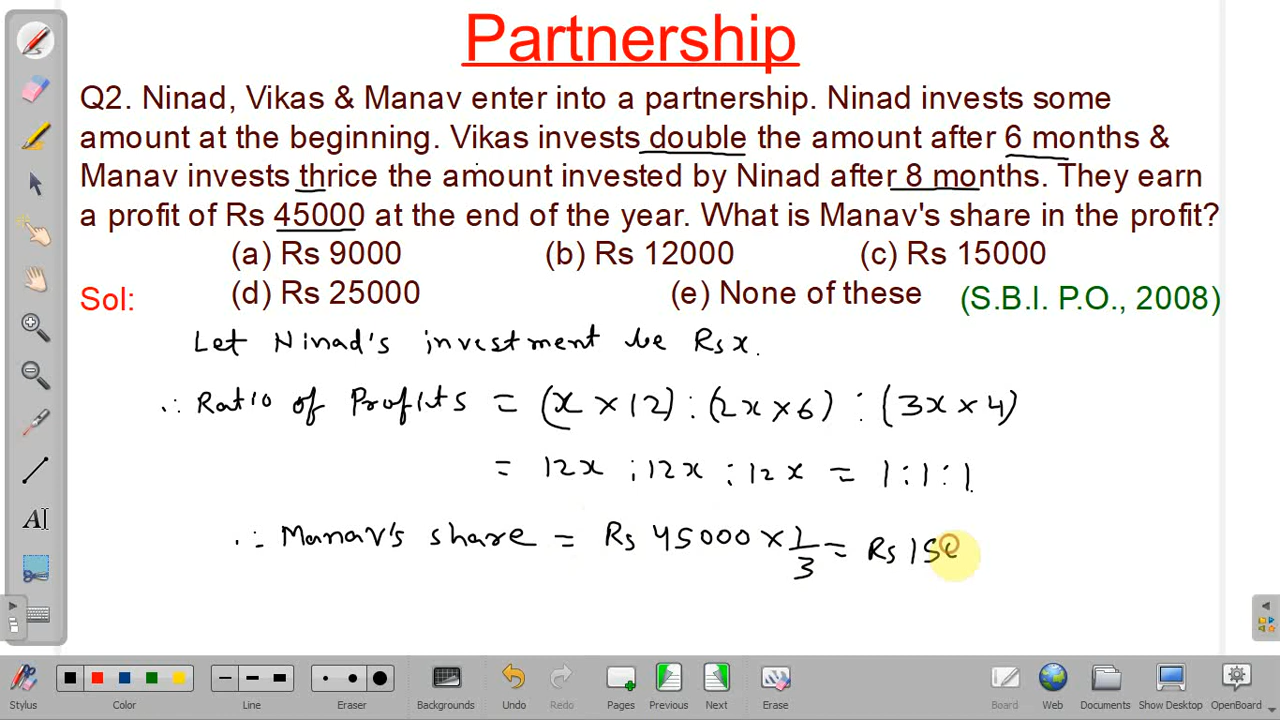 Partnership
Q2. Ninad, Vikas & Manav enter into a partnership. Ninad invests some
amount at the beginning. Vikas invests double the amount after 6 months &
Manav invests thrice the amount invested by Ninad after 8 months. They earn
a profit of Rs 45000 at the end of the year. What is Manav's share in the profit?
(a) Rs 9000 (b) Rs 12000 (c) Rs 15000
Sol: (d) Rs 25000 (e) None of these (S.B.I. P.O., 2008)
Let Ninad's investment be Rs x.
∴ Ratio of Profits = (x × 12) : (2x × 6) : (3x × 4)
= 12x : 12x : 12x = 1 : 1 : 1
∴ Manav's share = Rs 45000 × 1/3 = Rs 150
Stylus Color Line Eraser Backgrounds Undo Redo Pages Previous Next Erase Board Web Documents Show Desktop OpenBoard